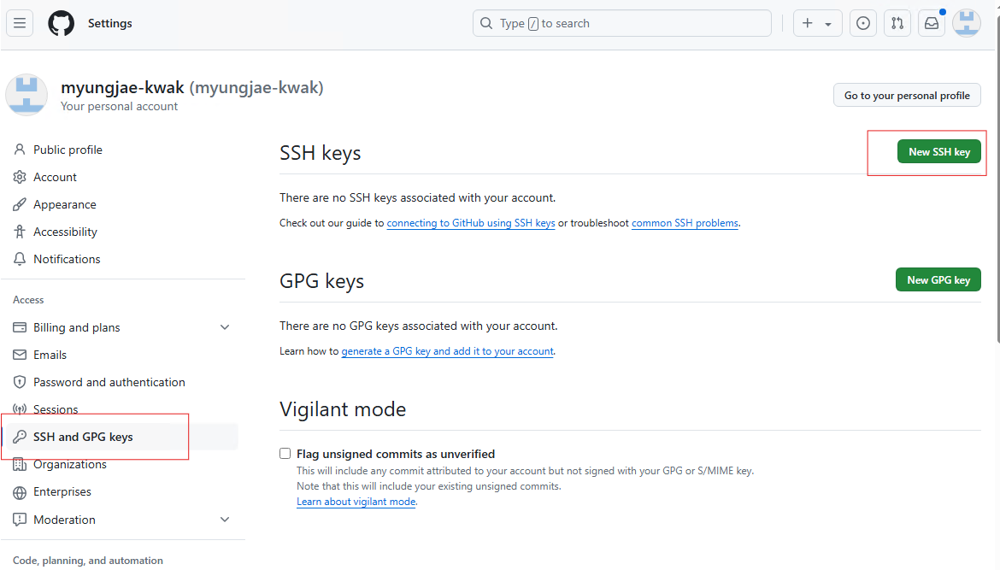 Settings
Type / to search
myungjae-kwak (myungjae-kwak)
Your personal account
Go to your personal profile
Public profile
Account
Appearance
Accessibility
Notifications
Access
Billing and plans
Emails
Password and authentication
Sessions
SSH and GPG keys
Organizations
Enterprises
Moderation
Code, planning, and automation
SSH keys
New SSH key
There are no SSH keys associated with your account.
Check out our guide to connecting to GitHub using SSH keys or troubleshoot common SSH problems.
GPG keys
New GPG key
There are no GPG keys associated with your account.
Learn how to generate a GPG key and add it to your account.
Vigilant mode
Flag unsigned commits as unverified
This will include any commit attributed to your account but not signed with your GPG or S/MIME key.
Note that this will include your existing unsigned commits.
Learn about vigilant mode.